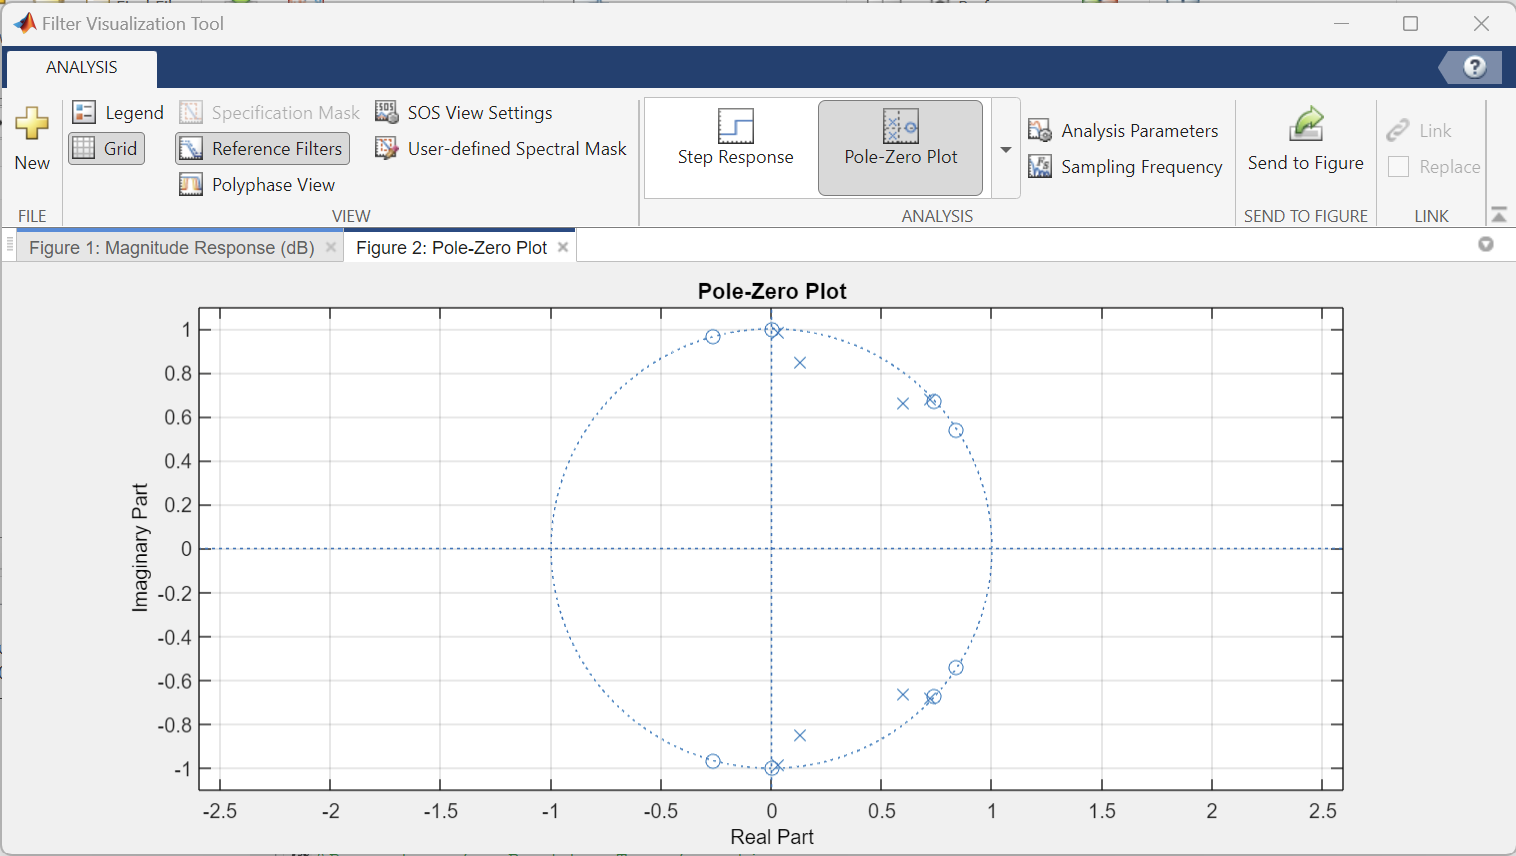 Filter Visualization Tool
ANALYSIS
?
New
Legend
Grid
Specification Mask
Reference Filters
Polyphase View
SOS View Settings
User-defined Spectral Mask
Step Response
Pole-Zero Plot
Analysis Parameters
Sampling Frequency
Send to Figure
Link
Replace
FILE
VIEW
ANALYSIS
SEND TO FIGURE
LINK
Figure 1: Magnitude Response (dB)
Figure 2: Pole-Zero Plot
Pole-Zero Plot
1
0.8
0.6
0.4
0.2
0
-0.2
-0.4
-0.6
-0.8
-1
Imaginary Part
-2.5 -2 -1.5 -1 -0.5 0 0.5 1 1.5 2 2.5
Real Part